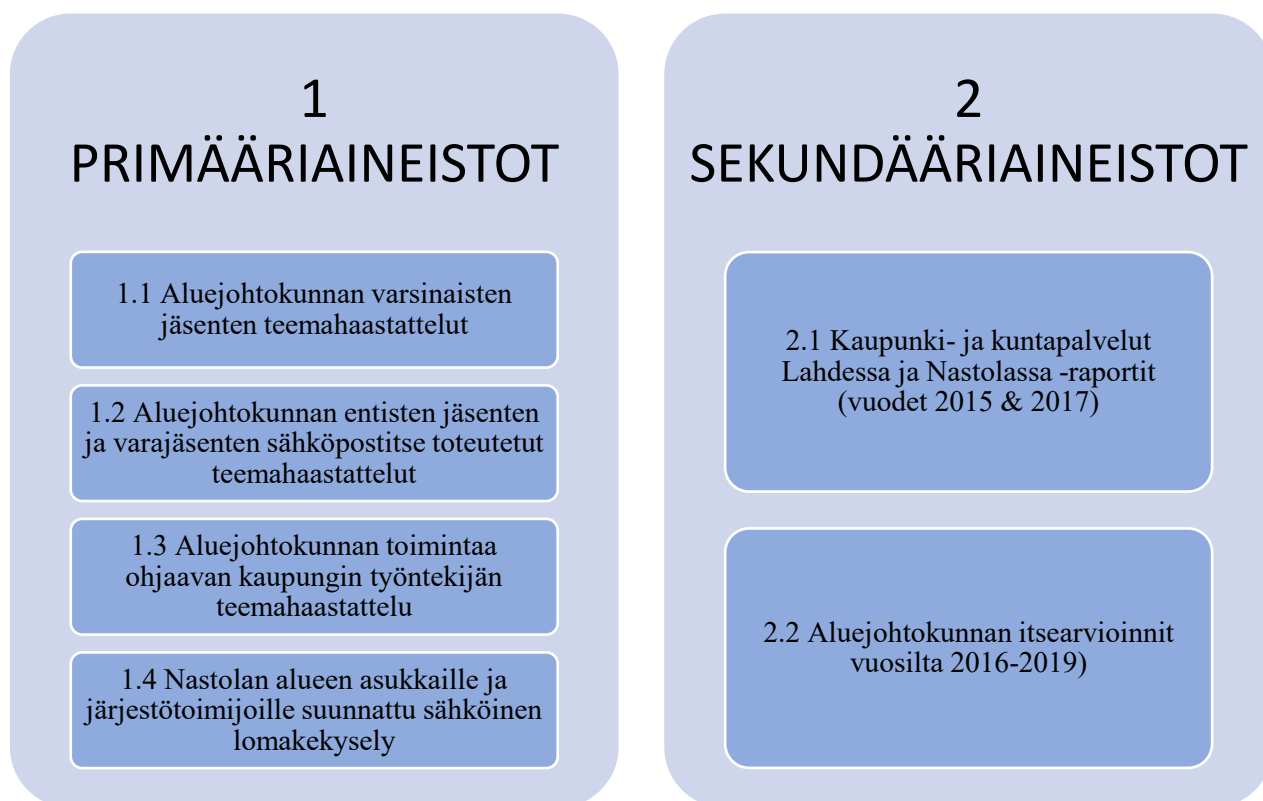 1
PRIMÄÄRIAINEISTOT
1.1 Aluejohtokunnan varsinaisten
jäsenten teemahaastattelut
1.2 Aluejohtokunnan entisten jäsenten
ja varajäsenten sähköpostitse toteutetut
teemahaastattelut
1.3 Aluejohtokunnan toimintaa
ohjaavan kaupungin työntekijän
teemahaastattelu
1.4 Nastolan alueen asukkaille ja
järjestötoimijoille suunnattu sähköinen
lomakekysely
2
SEKUNDÄÄRIAINEISTOT
2.1 Kaupunki- ja kuntapalvelut
Lahdessa ja Nastolassa -raportit
(vuodet 2015 & 2017)
2.2 Aluejohtokunnan itsearvioinnit
vuosilta 2016-2019)